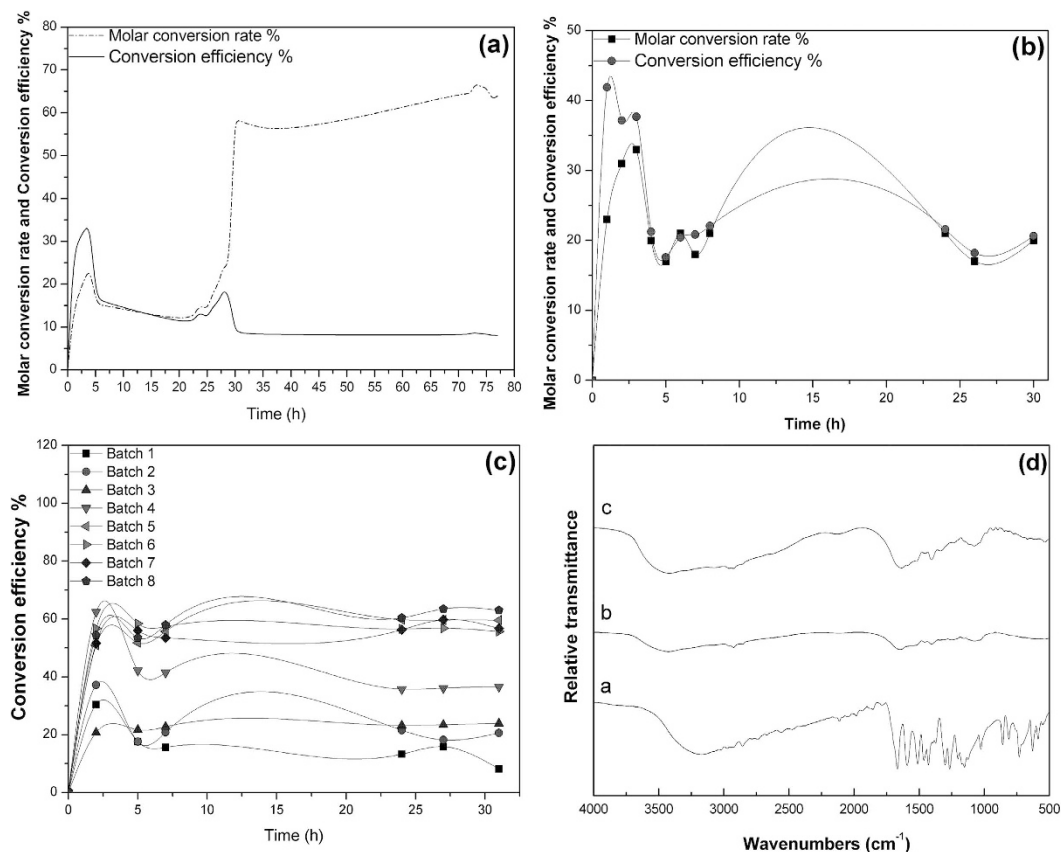 Molar conversion rate and Conversion efficiency %
80
70
60
50
40
30
20
10
0
Molar conversion rate %
Conversion efficiency %
(a)
0 5 10 15 20 25 30 35 40 45 50 55 60 65 70 75 80
Time (h)
Molar conversion rate and Conversion efficiency %
50
40
30
20
10
0
Molar conversion rate %
Conversion efficiency %
(b)
0 5 10 15 20 25 30
Time (h)
Conversion efficiency %
120
100
80
60
40
20
0
Batch 1
Batch 2
Batch 3
Batch 4
Batch 5
Batch 6
Batch 7
Batch 8
(c)
0 5 10 15 20 25 30
Time (h)
Relative transmittance
(d)
c
b
a
4000 3500 3000 2500 2000 1500 1000 500
Wavenumbers (cm⁻¹)